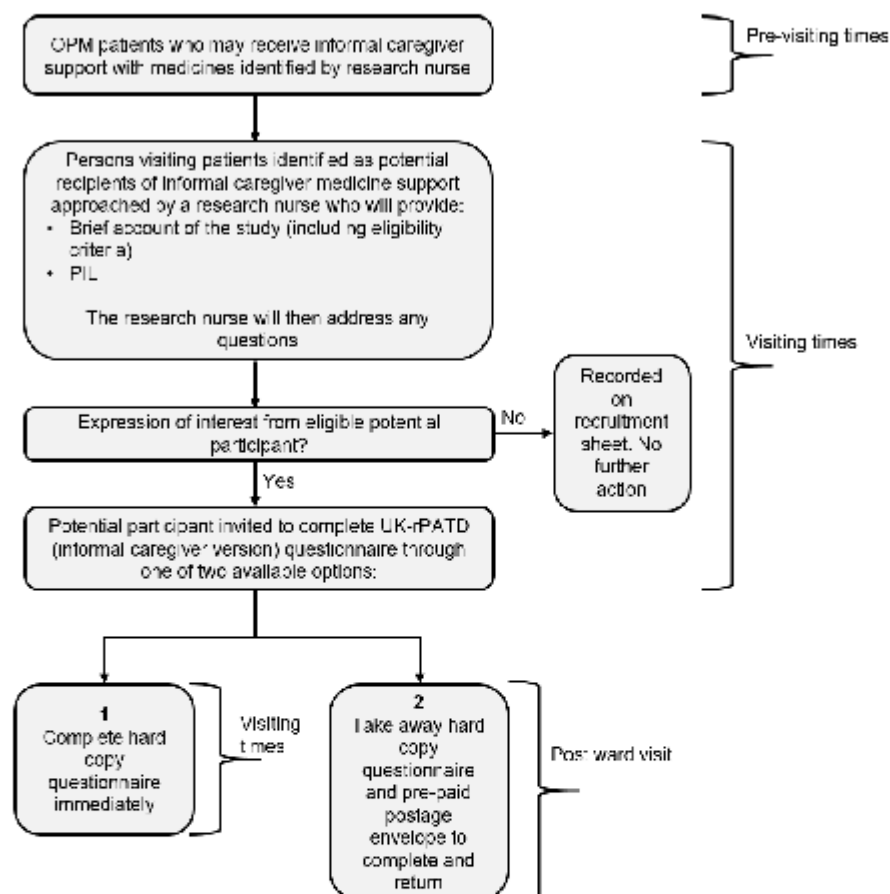 OPM patients who may receive informal caregiver
support with medicines identified by research nurse
Pre-visiting times
Persons visiting patients identified as potential
recipients of informal caregiver medicine support
approached by a research nurse who will provide:
• Brief account of the study (including eligibility
criteria)
• PIL
The research nurse will then address any
questions
Visiting times
Expression of interest from eligible potential
participant?
No
Recorded
on
recruitment
sheet. No
further
action
Yes
Potential participant invited to complete UK-rPATD
(informal caregiver version) questionnaire through
one of two available options:
1
Complete hard
copy
questionnaire
immediately
Visiting
times
2
Take away hard
copy
questionnaire
and pre-paid
postage
envelope to
complete and
return
Post ward visit